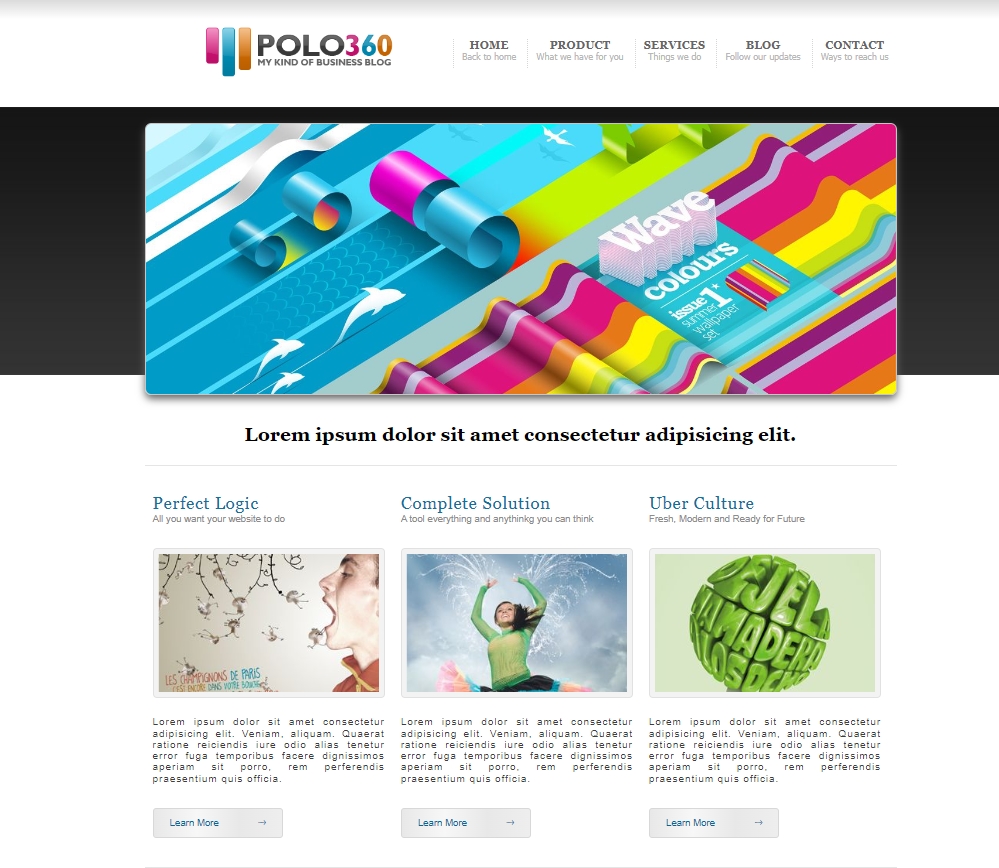 POLO360
MY KIND OF BUSINESS BLOG
HOME
Back to home
PRODUCT
What we have for you
SERVICES
Things we do
BLOG
Follow our updates
CONTACT
Ways to reach us
Wave
colours
issue 1*
summer
wallpaper
set
Lorem ipsum dolor sit amet consectetur adipisicing elit.
Perfect Logic
All you want your website to do
LES CHAMPIGNONS DE PARIS
C'EST ENCORE DANS VOTRE BOUCHE
Lorem ipsum dolor sit amet consectetur
adipisicing elit. Veniam, aliquam. Quaerat
ratione reiciendis iure odio alias tenetur
error fuga temporibus facere dignissimos
aperiam sit porro, rem perferendis
praesentium quis officia.
Learn More →
Complete Solution
A tool everything and anythinkg you can think
Lorem ipsum dolor sit amet consectetur
adipisicing elit. Veniam, aliquam. Quaerat
ratione reiciendis iure odio alias tenetur
error fuga temporibus facere dignissimos
aperiam sit porro, rem perferendis
praesentium quis officia.
Learn More →
Uber Culture
Fresh, Modern and Ready for Future
Lorem ipsum dolor sit amet consectetur
adipisicing elit. Veniam, aliquam. Quaerat
ratione reiciendis iure odio alias tenetur
error fuga temporibus facere dignissimos
aperiam sit porro, rem perferendis
praesentium quis officia.
Learn More →